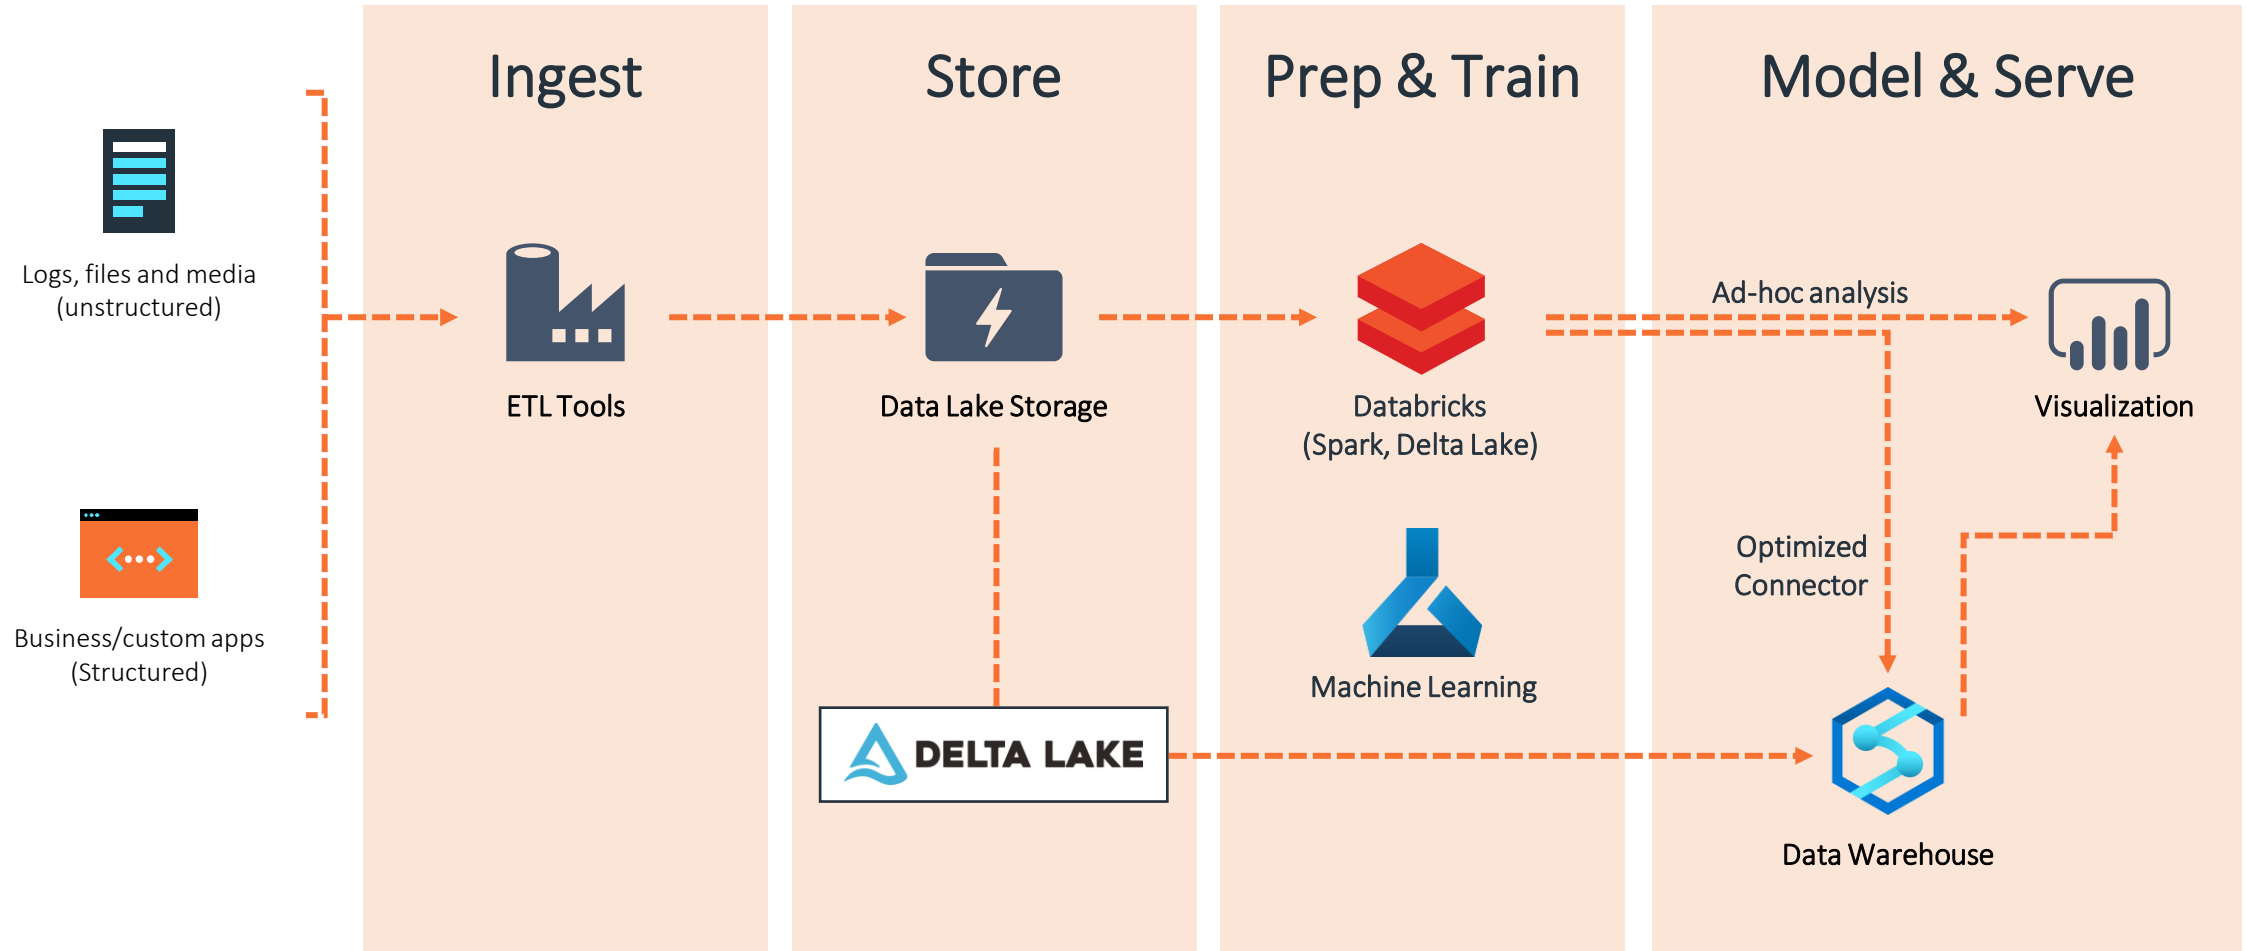 Ingest
Store
Prep & Train
Model & Serve
Logs, files and media
(unstructured)
Business/custom apps
(Structured)
ETL Tools
Data Lake Storage
DELTA LAKE
Databricks
(Spark, Delta Lake)
Machine Learning
Ad-hoc analysis
Visualization
Optimized
Connector
Data Warehouse